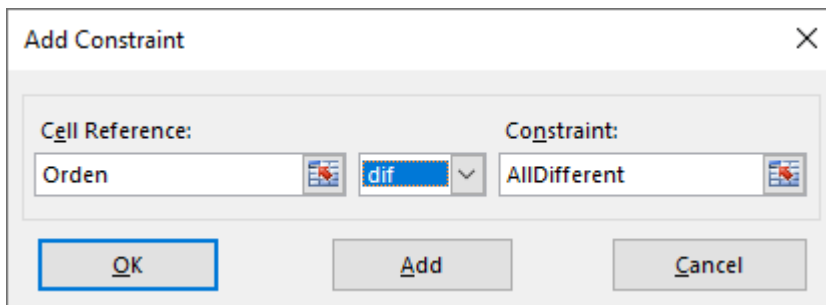 Add Constraint
Cell Reference:
Constraint:
Orden
dif
AllDifferent
OK
Add
Cancel